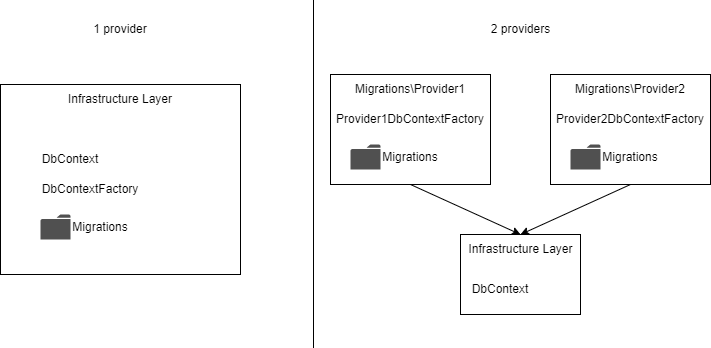 1 provider
Infrastructure Layer
DbContext
DbContextFactory
Migrations
2 providers
Migrations\Provider1
Provider1DbContextFactory
Migrations
Migrations\Provider2
Provider2DbContextFactory
Migrations
Infrastructure Layer
DbContext